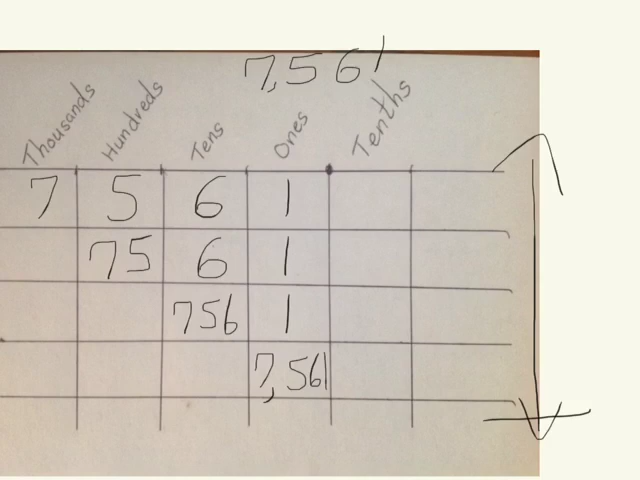 7,561
Thousands Hundreds Tens Ones Tenths
7 5 6 1
75 6 1
756 1
7,561